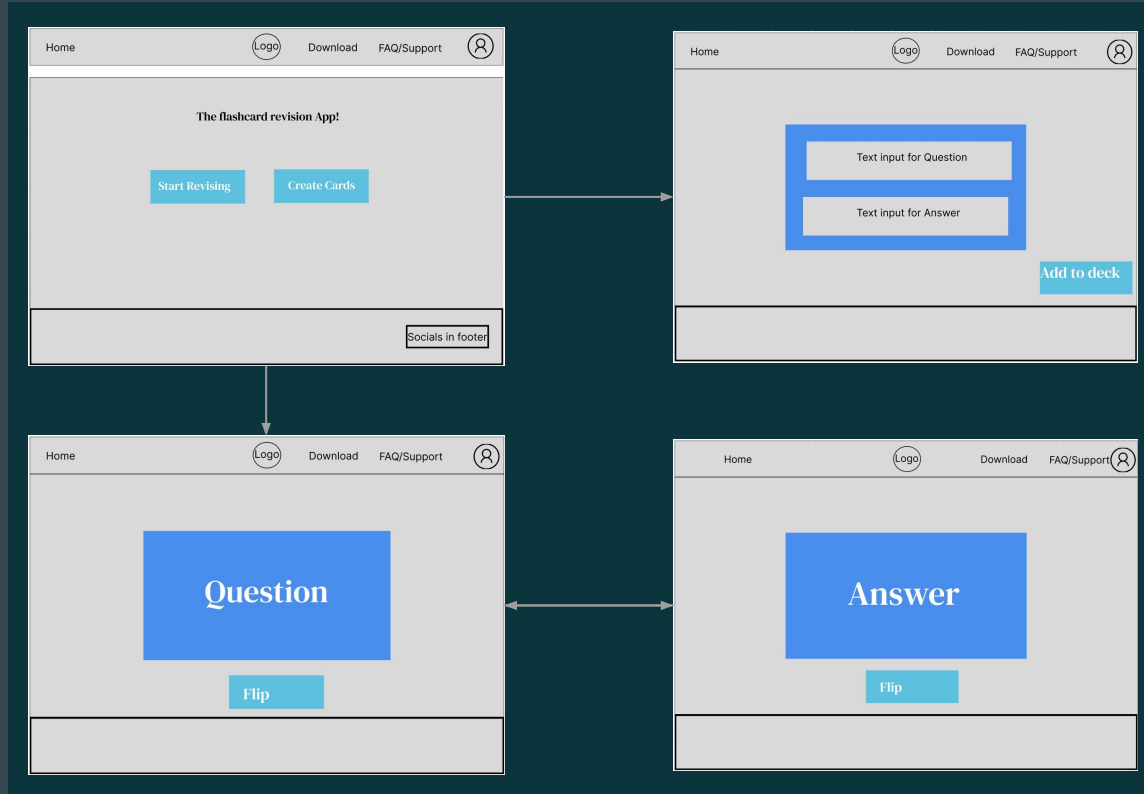 Home Logo Download FAQ/Support
The flashcard revision App!
Start Revising Create Cards
Socials in footer
Home Logo Download FAQ/Support
Text input for Question
Text input for Answer
Add to deck
Home Logo Download FAQ/Support
Question
Flip
Home Logo Download FAQ/Support
Answer
Flip